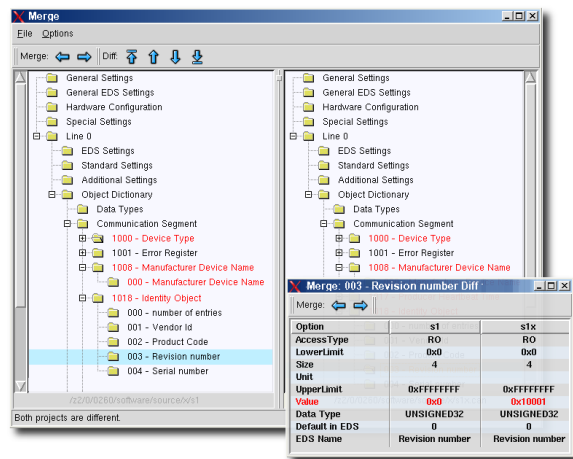 Merge
File Options
Merge: Diff:
General Settings
General EDS Settings
Hardware Configuration
Special Settings
Line 0
EDS Settings
Standard Settings
Additional Settings
Object Dictionary
Data Types
Communication Segment
1000 - Device Type
1001 - Error Register
1008 - Manufacturer Device Name
000 - Manufacturer Device Name
1018 - Identity Object
000 - number of entries
001 - Vendor Id
002 - Product Code
003 - Revision number
004 - Serial number
/z2/0/0260/software/source/x/s1
Both projects are different.
General Settings
General EDS Settings
Hardware Configuration
Special Settings
Line 0
EDS Settings
Standard Settings
Additional Settings
Object Dictionary
Data Types
Communication Segment
1000 - Device Type
1001 - Error Register
1008 - Manufacturer Device Name
Merge: 003 - Revision number Diff
Merge:
Option s1 s1x
AccessType RO RO
LowerLimit 0x0 0x0
Size 4 4
Unit
UpperLimit 0xFFFFFFFF 0xFFFFFFFF
Value 0x0 0x10001
Data Type UNSIGNED32 UNSIGNED32
Default in EDS 0 0
EDS Name Revision number Revision number